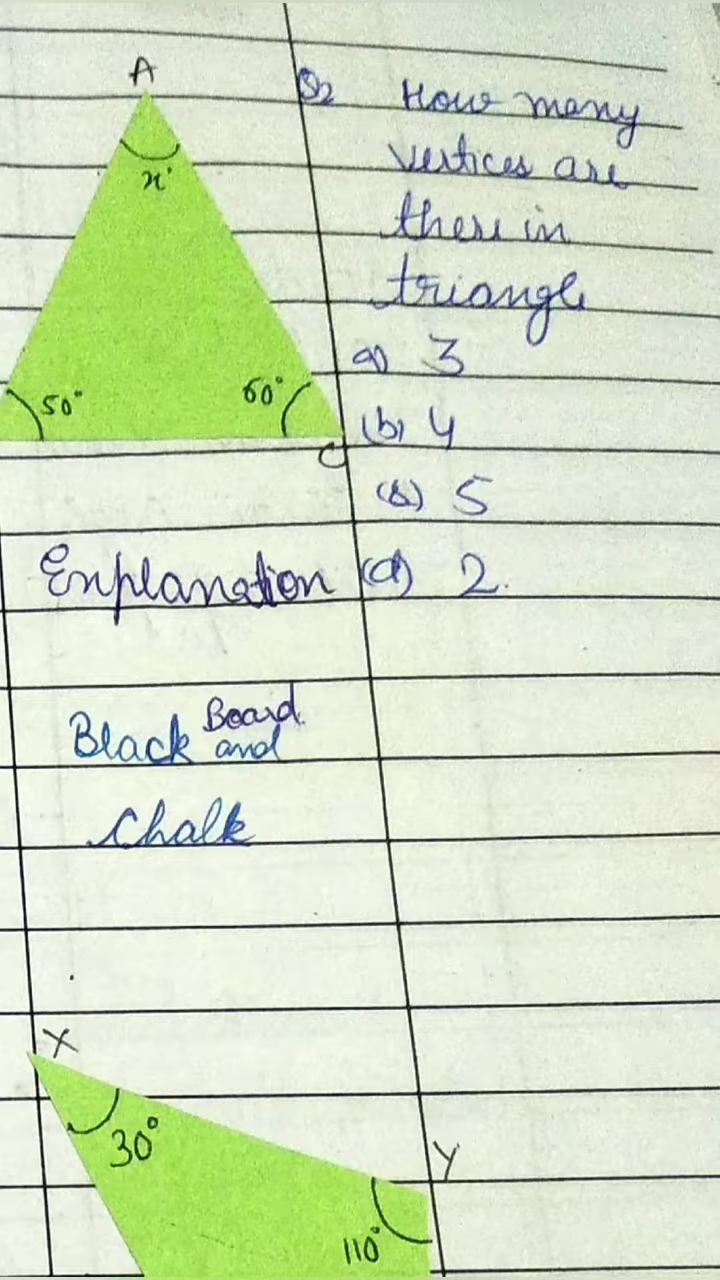 A
x°
50°
60°
C
Explanation
Black Board and
Chalk
Q2 How many
vertices are
there in
triangle
a) 3
(b) 4
(c) 5
(d) 2.
X
30°
Y
110°